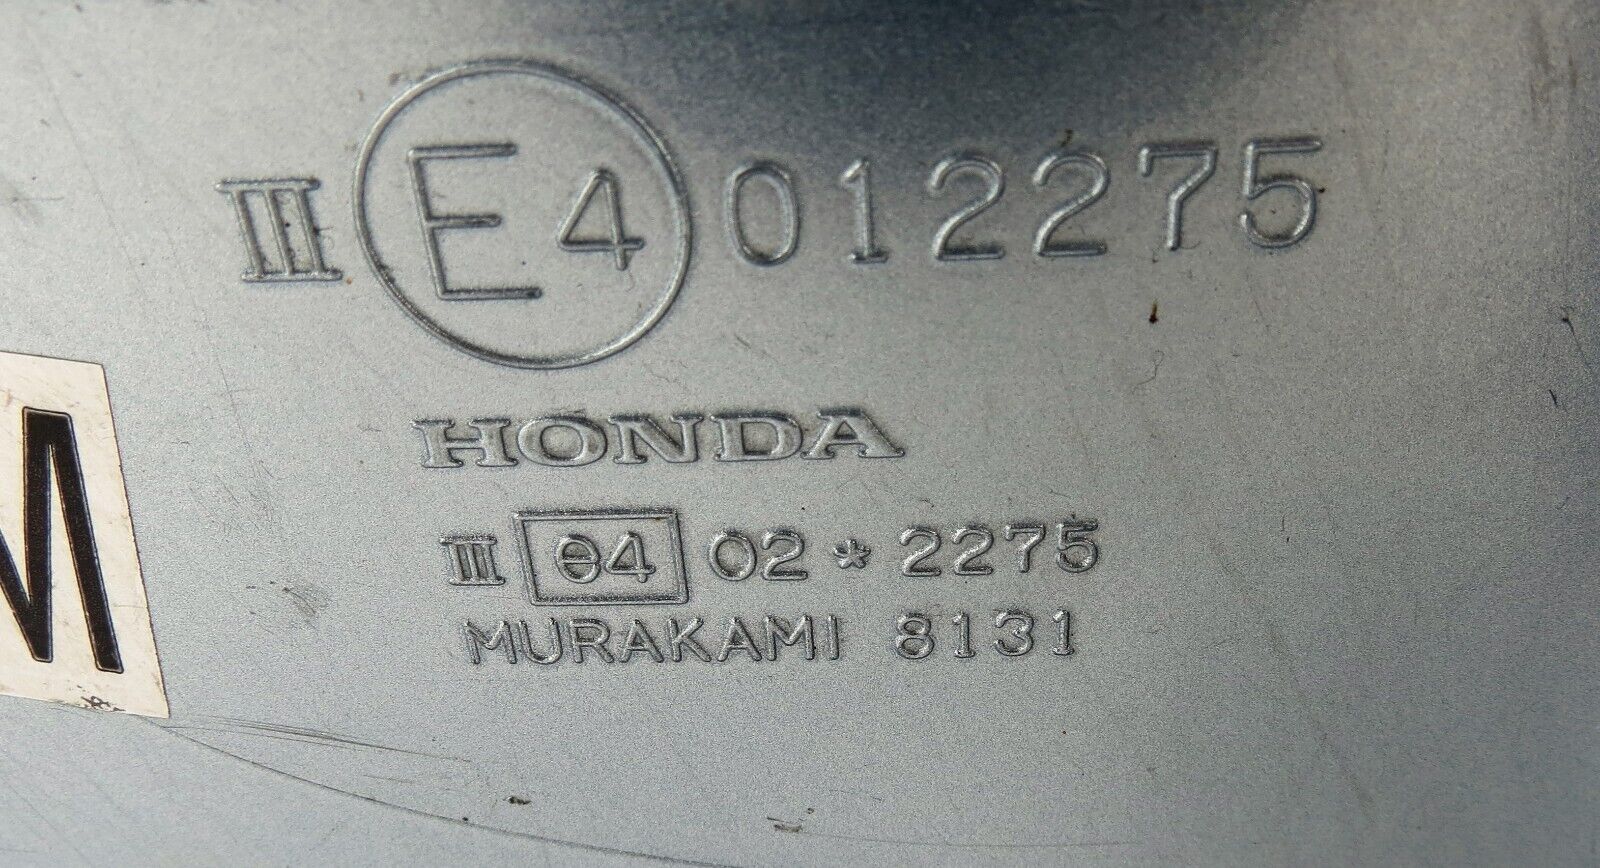 III E4 012275
HONDA
III e4 02*2275
MURAKAMI 8131
M